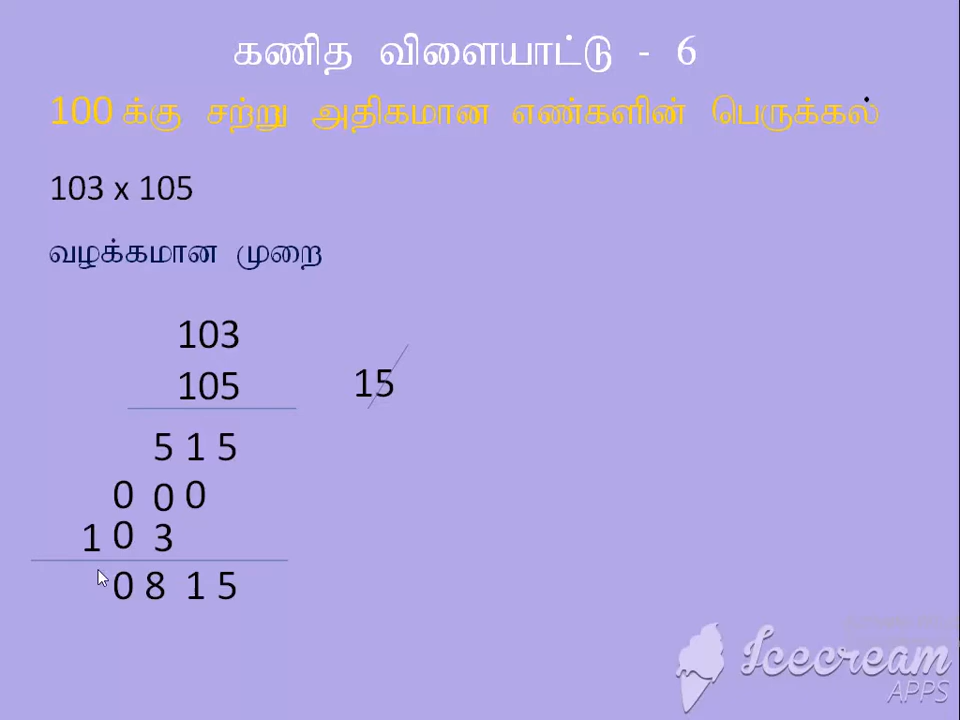 கணித விளையாட்டு - 6
100 க்கு சற்று அதிகமான எண்களின் பெருக்கல்
103 x 105
வழக்கமான முறை
103
105
15
5 1 5
0 0 0
1 0 3
0 8 1 5
Icecream
APPS